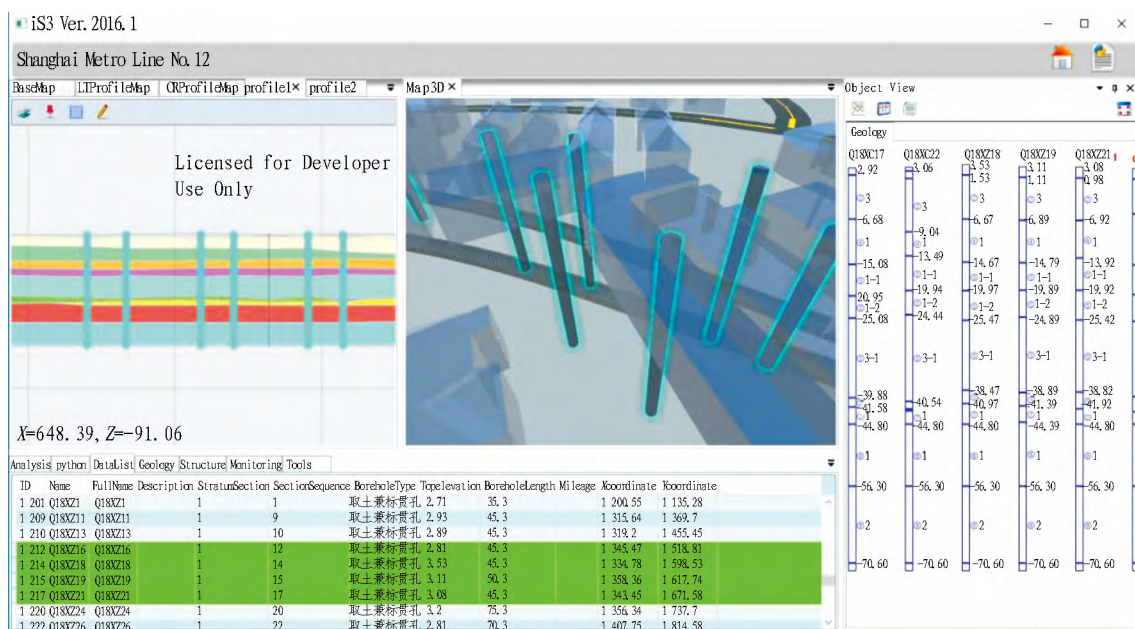 iS3 Ver. 2016. 1
Shanghai Metro Line No. 12
BaseMap LTProfileMap CRProfileMap profile1× profile2
Map3D ×
Object View
Geology
Licensed for Developer
Use Only
X=648. 39, Z=-91. 06
Q18XC17 Q18XC22 Q18XZ18 Q18XZ19 Q18XZ21
2. 92 -3. 06 3. 53 3. 11 3. 08
1. 53 1. 11 0. 98
3 3 3 3 3
-6. 68 -9. 04 -6. 67 -6. 89 -6. 92
1 1 1 1 1
-15. 08 -13. 49 -14. 67 -14. 79 -13. 92
1-1 1-1 1-1 1-1 1-1
20. 95 -19. 94 -19. 97 -19. 89 -19. 92
1-2 1-2 1-2 1-2 1-2
-25. 08 -24, 44 -25. 47 -24, 89 -25. 42
3-1 3-1 3-1 3-1 3-1
-39. 88 -40. 54 -38. 47 -38. 89 -38. 82
-41. 58 -40. 97 -41. 39 -41. 92
-44. 80 -44. 80 -44. 80 -44. 39 -44. 80
1 1 1 1 1
-56. 30 -56. 30 -56. 30 -56. 30 -56. 30
2 2 2 2 2
-70. 60 -70. 60 -70. 60 -70. 60 -70. 60
Analysis python DataList Geology Structure Monitoring Tools
ID Name FullName Description StratumSection SectionSequence BoreholeType Topelevation BoreholeLength Mileage Xcoordinate Ycoordinate
1 201 Q18XZ1 Q18XZ1 1 1 取土兼标贯孔 2. 71 35. 3 1 200. 55 1 135. 28
1 209 Q18XZ11 Q18XZ11 1 9 取土兼标贯孔 2. 93 45. 3 1 315. 64 1 369. 7
1 210 Q18XZ13 Q18XZ13 1 10 取土兼标贯孔 2. 89 45. 3 1 319. 2 1 455. 45
1 212 Q18XZ16 Q18XZ16 1 12 取土兼标贯孔 2. 81 45. 3 1 345. 47 1 518. 81
1 214 Q18XZ18 Q18XZ18 1 14 取土兼标贯孔 3. 53 45. 3 1 334. 78 1 598. 53
1 215 Q18XZ19 Q18XZ19 1 15 取土兼标贯孔 3. 11 50. 3 1 358. 36 1 617. 74
1 217 Q18XZ21 Q18XZ21 1 17 取土兼标贯孔 3. 08 45. 3 1 343. 45 1 671. 58
1 220 Q18XZ24 Q18XZ24 1 20 取土兼标贯孔 3. 2 75. 3 1 356. 34 1 737. 7
1 222 Q18XZ26 Q18XZ26 1 22 取土兼标贯孔 2. 81 70. 3 1 407. 75 1 814. 58